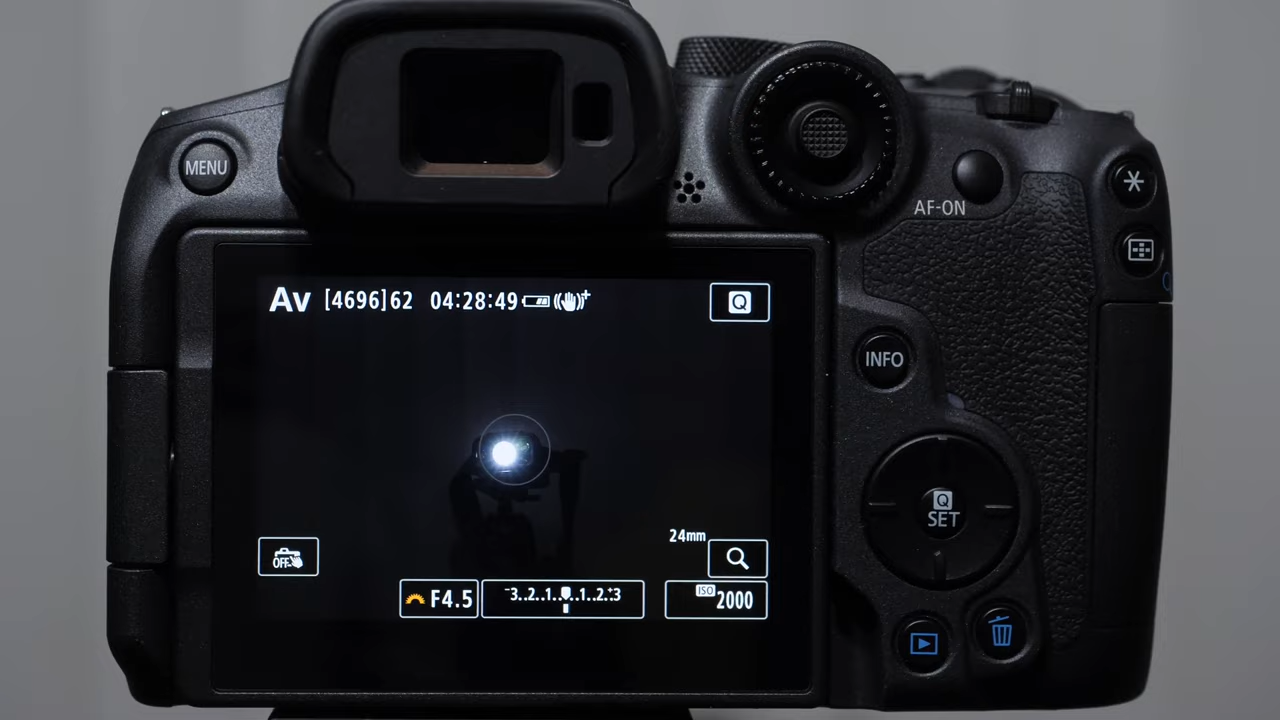 MENU
AF-ON
Av [4696]62 04:28:49
Q
INFO
Q
SET
24mm
OFF
F4.5
-3..2..1..0..1..2..+3
ISO 2000